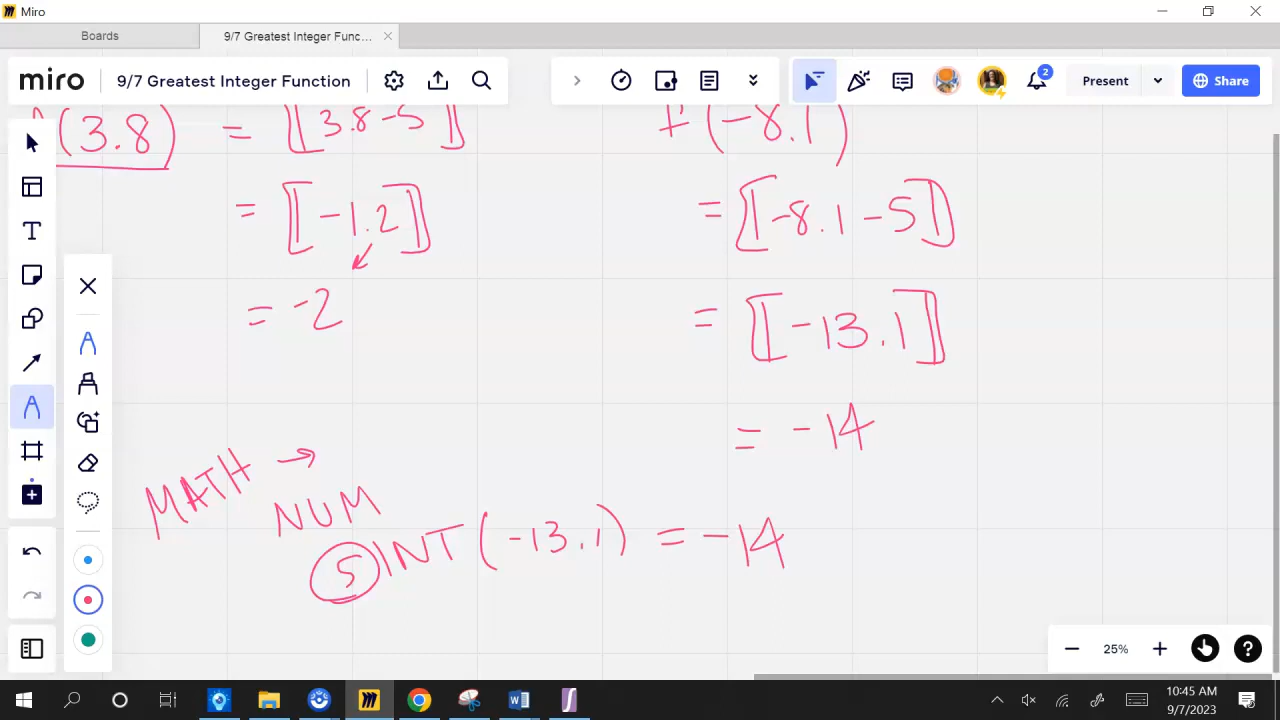 Miro
Boards
9/7 Greatest Integer Func...
miro
9/7 Greatest Integer Function
2
Present
Share
f(3.8) = [[3.8-5]]
= [[-1.2]]
= -2
f(-8.1)
= [[-8.1-5]]
= [[-13.1]]
= -14
MATH →
NUM
5 INT(-13.1) = -14
25%
10:45 AM
9/7/2023